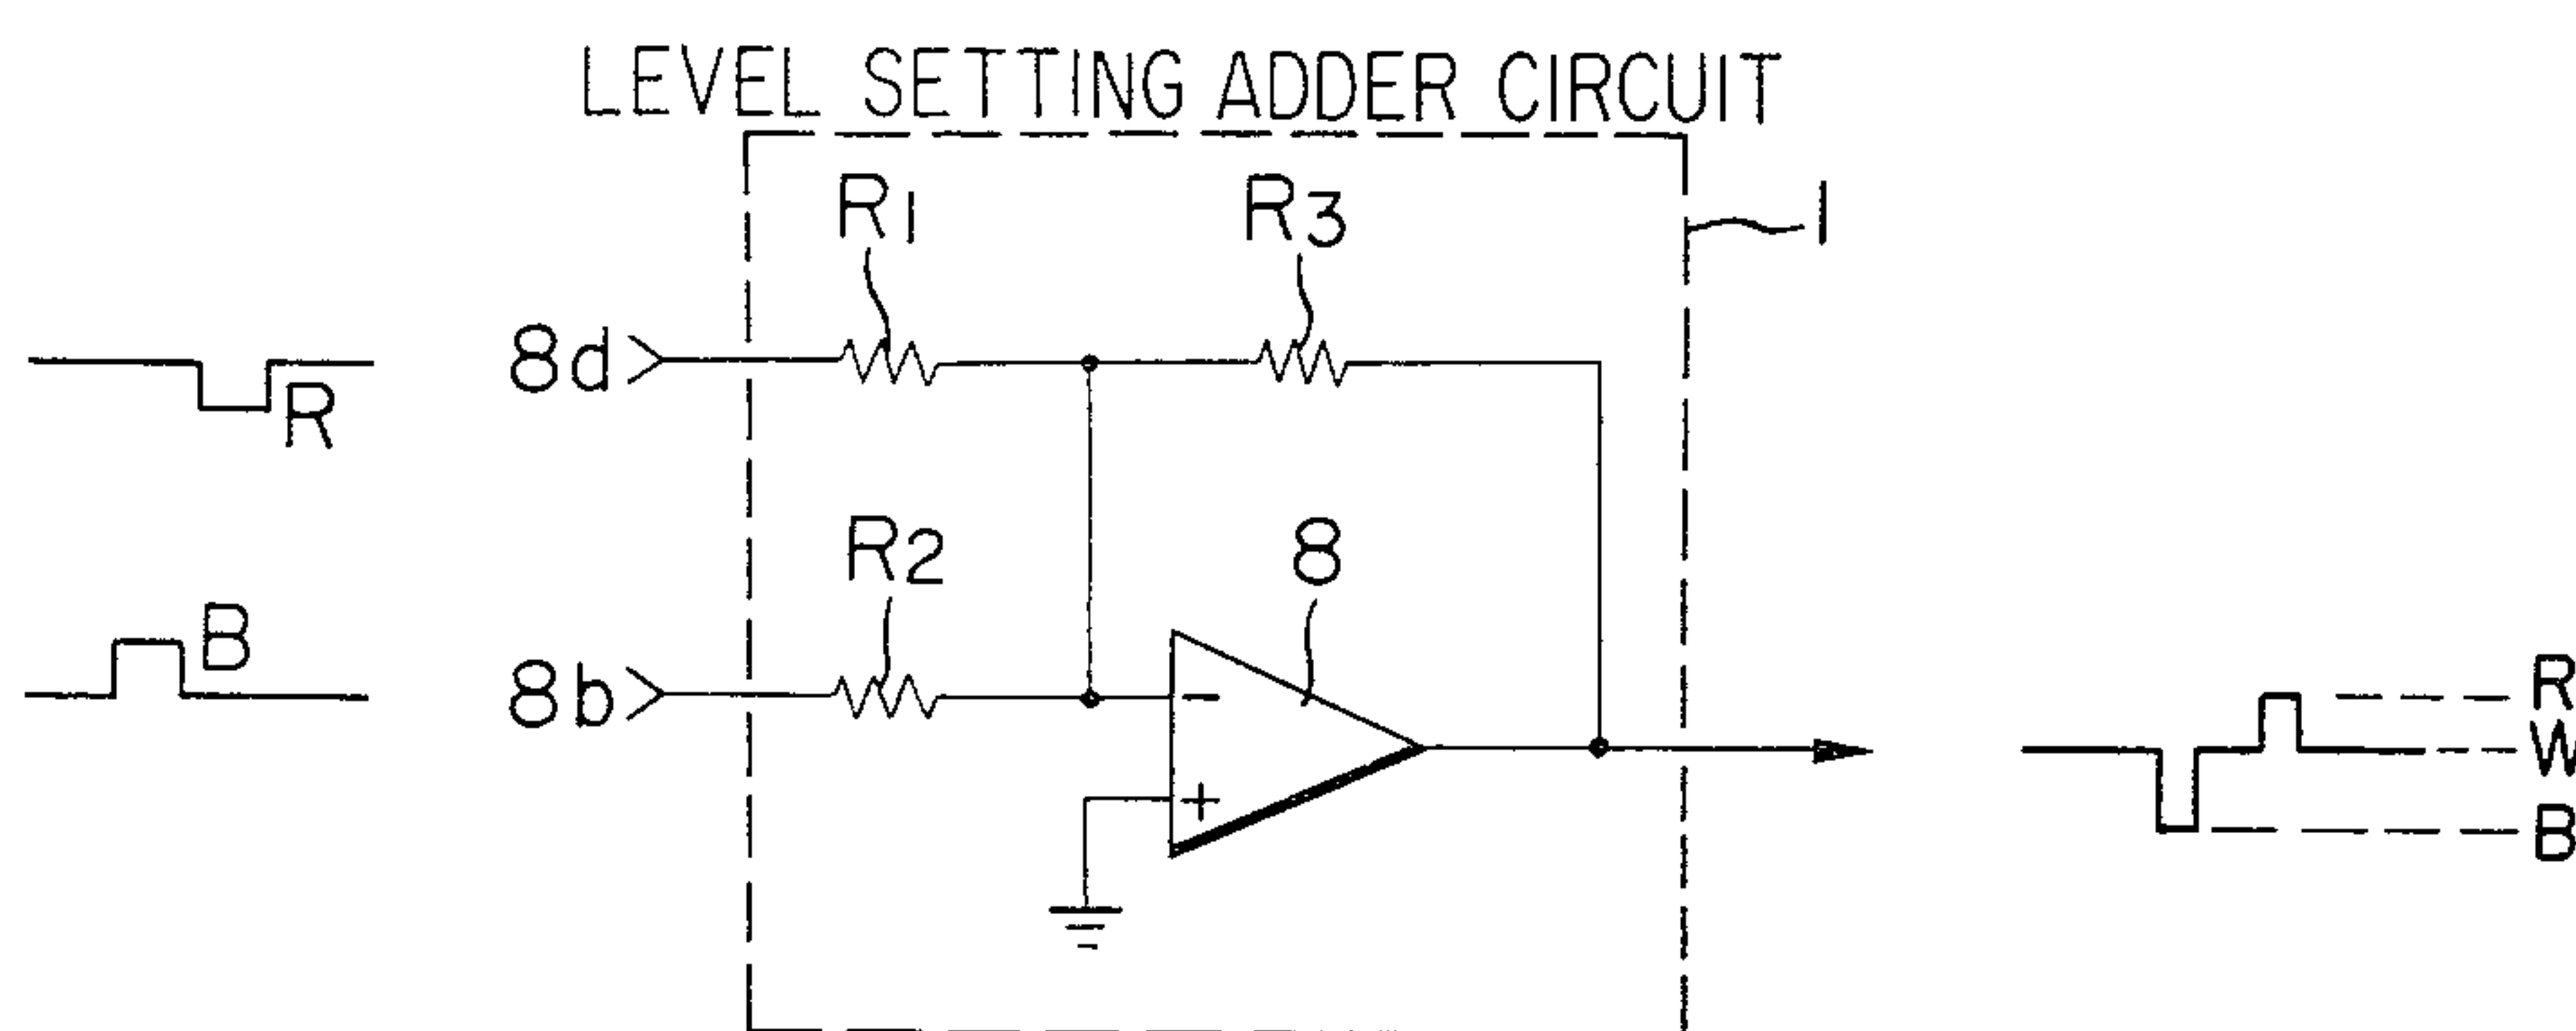 LEVEL SETTING ADDER CIRCUIT
R1
R3
1
8d
R
R2
8
B
8b
-
+
R
W
B